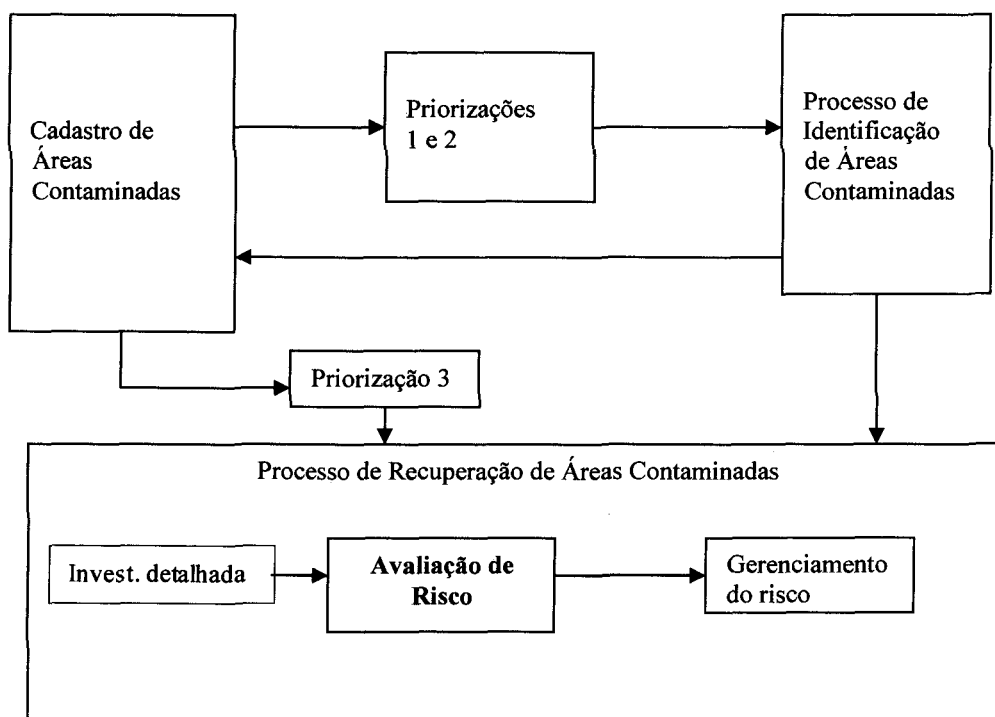 Cadastro de
Áreas
Contaminadas
Priorizações
1 e 2
Processo de
Identificação
de Áreas
Contaminadas
Priorização 3
Processo de Recuperação de Áreas Contaminadas
Invest. detalhada
Avaliação de
Risco
Gerenciamento
do risco